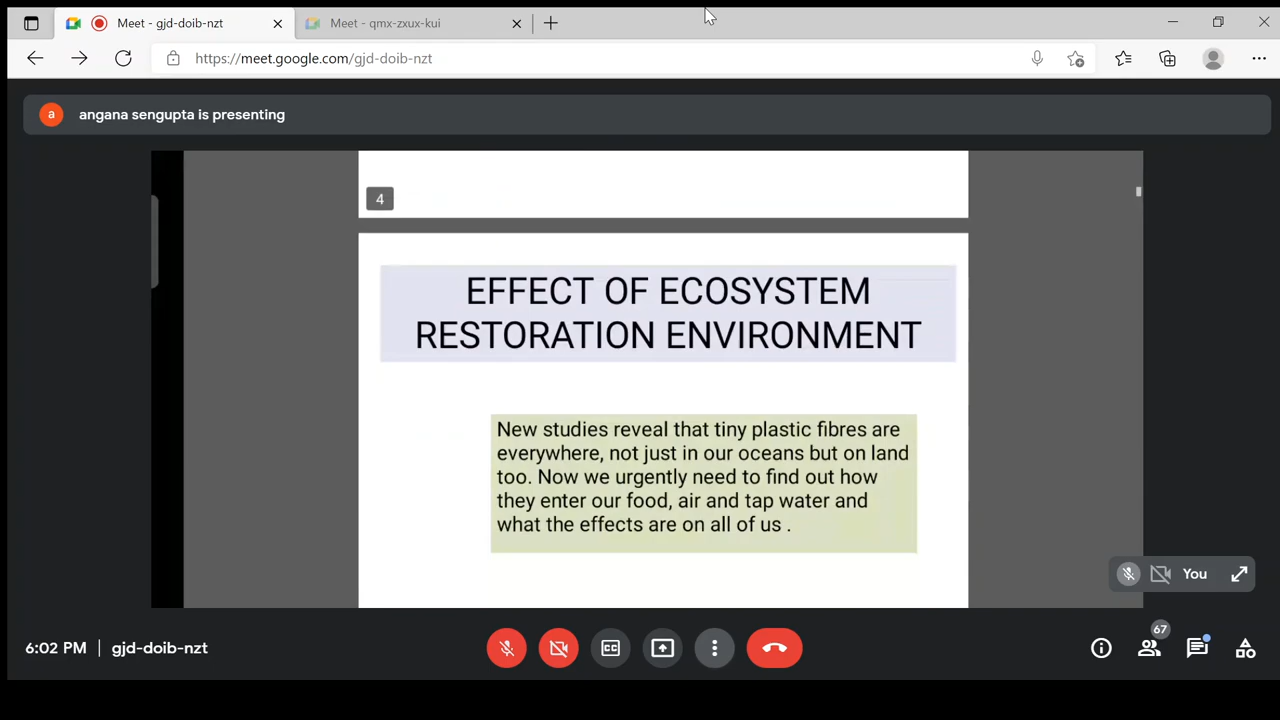 Meet - gjd-doib-nzt
Meet - qmx-zxux-kui
https://meet.google.com/gjd-doib-nzt
a
angana sengupta is presenting
4
EFFECT OF ECOSYSTEM
RESTORATION ENVIRONMENT
New studies reveal that tiny plastic fibres are
everywhere, not just in our oceans but on land
too. Now we urgently need to find out how
they enter our food, air and tap water and
what the effects are on all of us .
You
6:02 PM
gjd-doib-nzt
CC
67